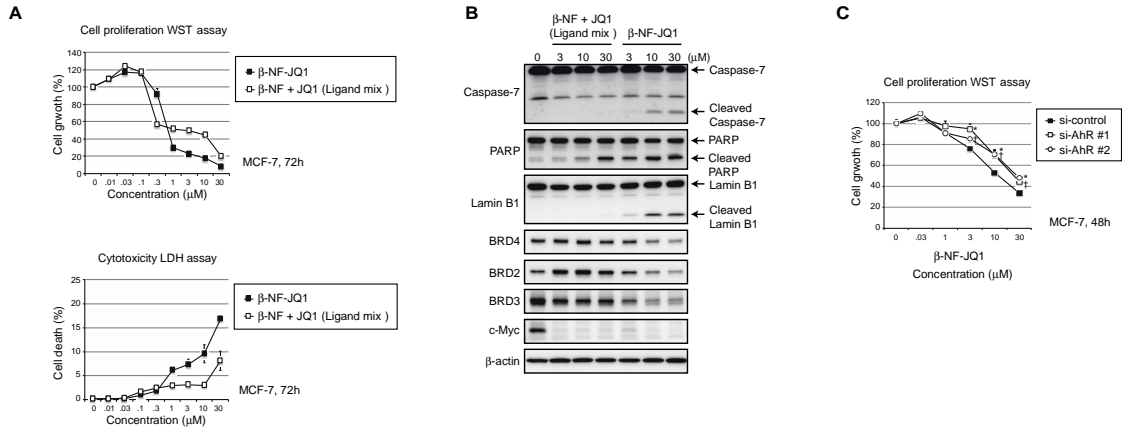 A
Cell proliferation WST assay
Cell grwoth (%)
140
120
100
80
60
40
20
0
0 .01 .03 .1 .3 1 3 10 30
Concentration (μM)
β-NF-JQ1
β-NF + JQ1 (Ligand mix )
MCF-7, 72h
Cytotoxicity LDH assay
Cell death (%)
25
20
15
10
5
0
0 .01 .03 .1 .3 1 3 10 30
Concentration (μM)
β-NF-JQ1
β-NF + JQ1 (Ligand mix )
MCF-7, 72h
B
β-NF + JQ1
(Ligand mix )
β-NF-JQ1
0 3 10 30 3 10 30 (μM)
Caspase-7
Caspase-7
Cleaved
Caspase-7
PARP
PARP
Cleaved
PARP
Lamin B1
Lamin B1
Cleaved
Lamin B1
BRD4
BRD2
BRD3
c-Myc
β-actin
C
Cell proliferation WST assay
Cell grwoth (%)
120
100
80
60
40
20
0
0 .03 1 3 10 30
β-NF-JQ1
Concentration (μM)
si-control
si-AhR #1
si-AhR #2
MCF-7, 48h